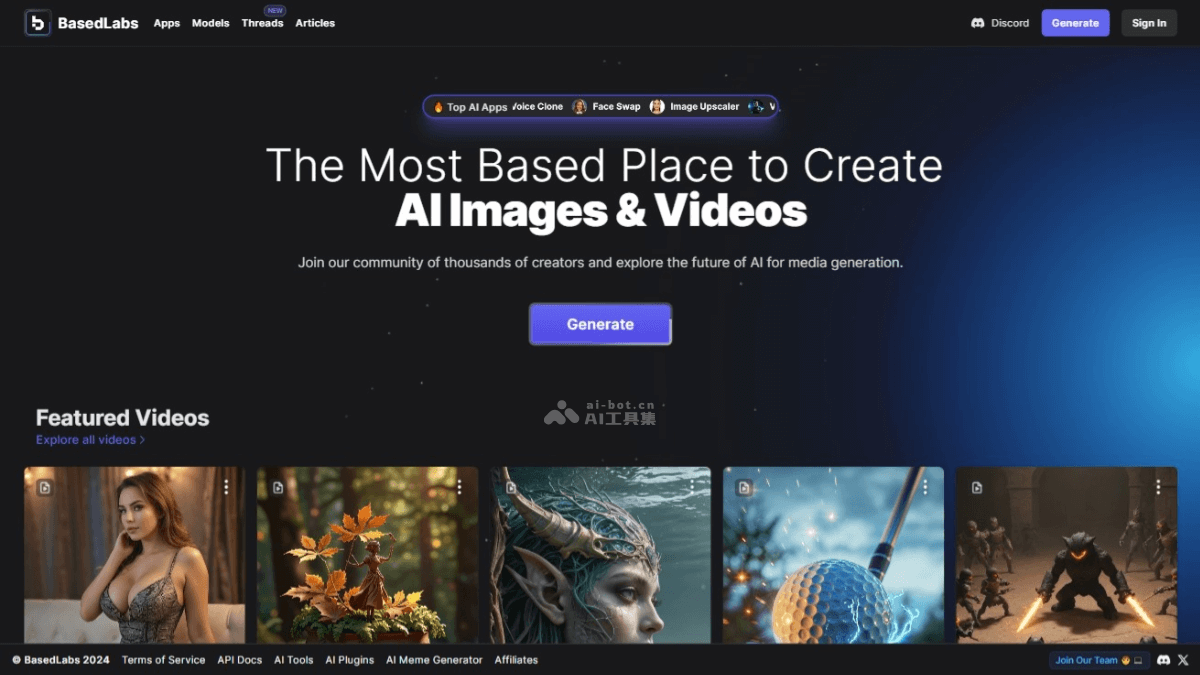 BasedLabs Apps Models Threads NEW Articles Discord Generate Sign In
🔥 Top AI Apps Voice Clone Face Swap Image Upscaler V
The Most Based Place to Create
AI Images & Videos
Join our community of thousands of creators and explore the future of AI for media generation.
Generate
ai-bot.cn
AI工具集
Featured Videos
Explore all videos >
© BasedLabs 2024 Terms of Service API Docs AI Tools AI Plugins AI Meme Generator Affiliates Join Our Team